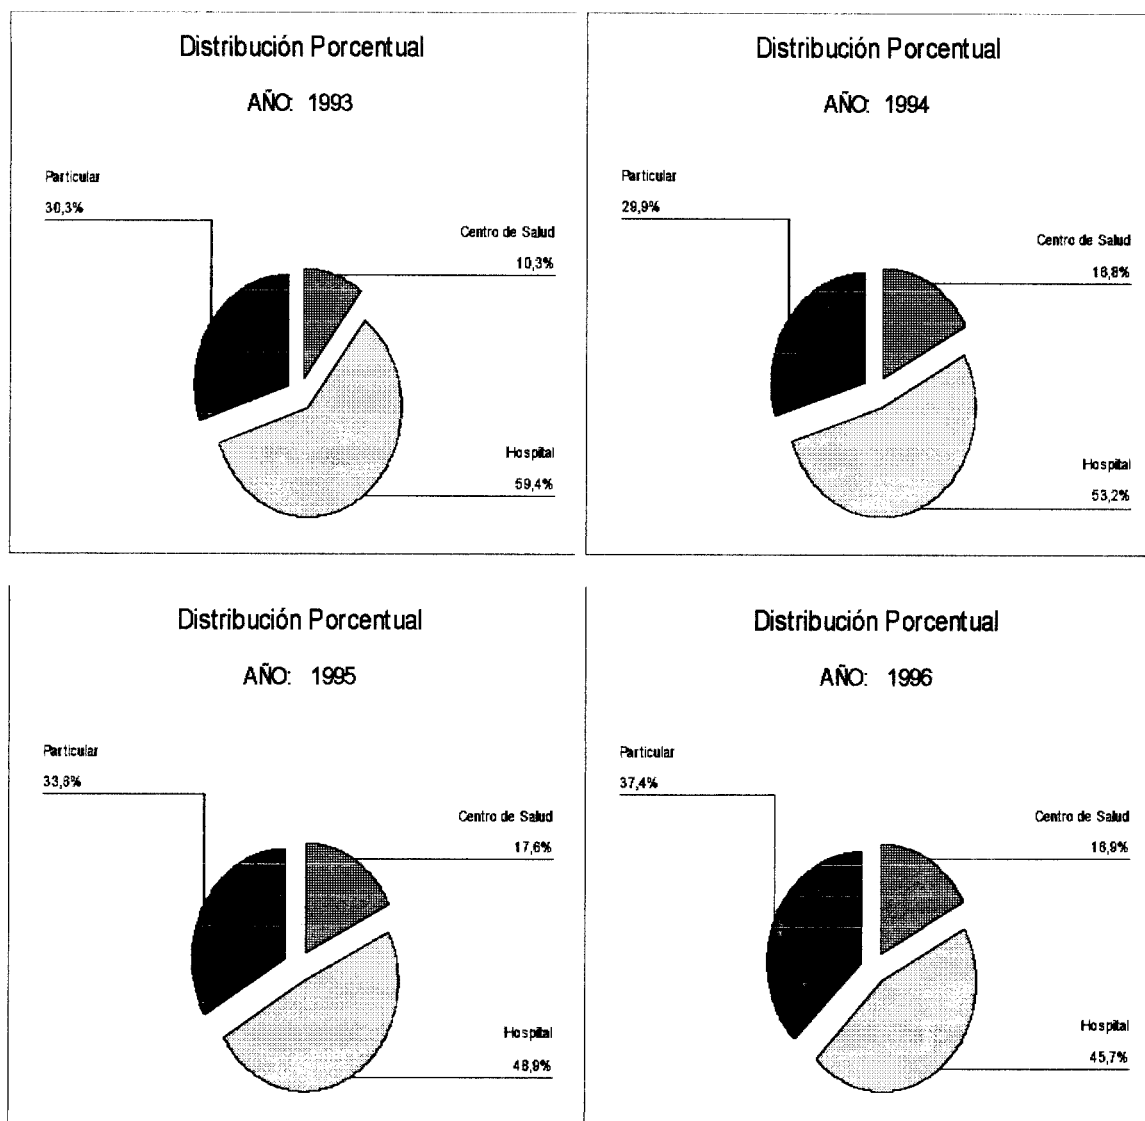 Distribución Porcentual
AÑO: 1993
Particular
30,3%
Centro de Salud
10,3%
Hospital
59,4%
Distribución Porcentual
AÑO: 1994
Particular
29,9%
Centro de Salud
16,8%
Hospital
53,2%
Distribución Porcentual
AÑO: 1995
Particular
33,6%
Centro de Salud
17,6%
Hospital
48,9%
Distribución Porcentual
AÑO: 1996
Particular
37,4%
Centro de Salud
16,9%
Hospital
45,7%